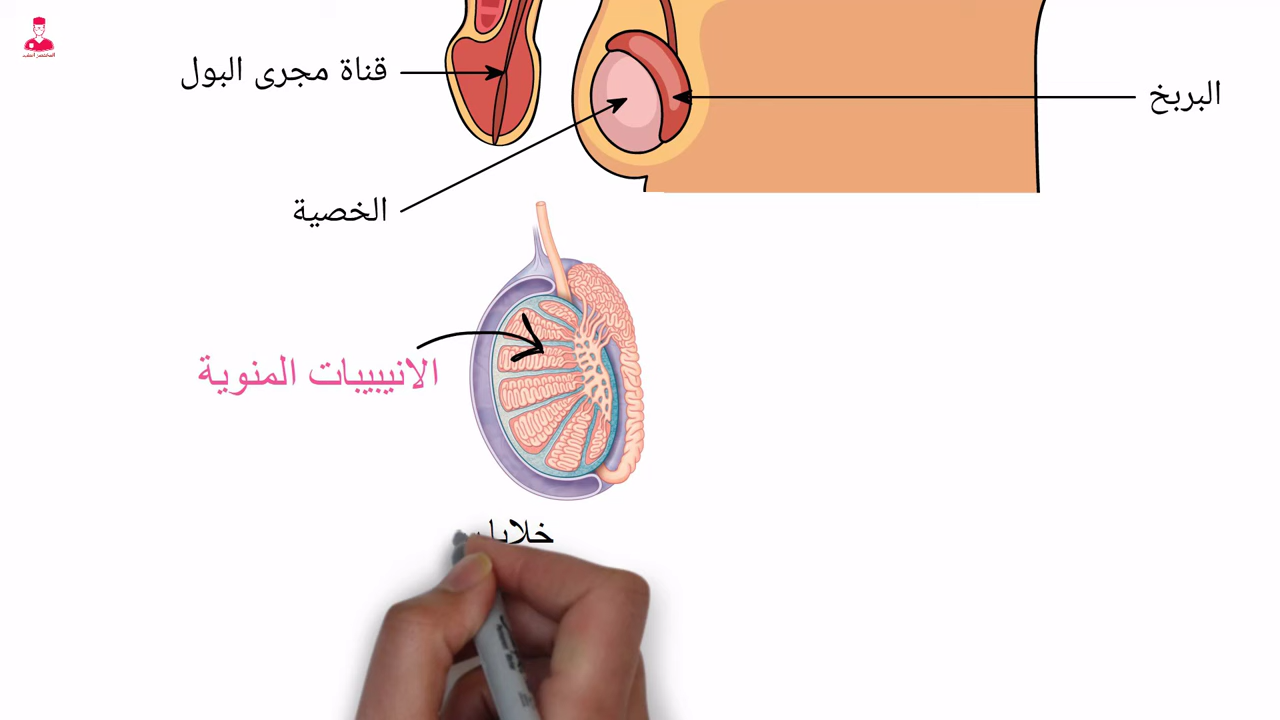 قناة مجرى البول
البربخ
الخصية
الانيبيبات المنوية
خلايا